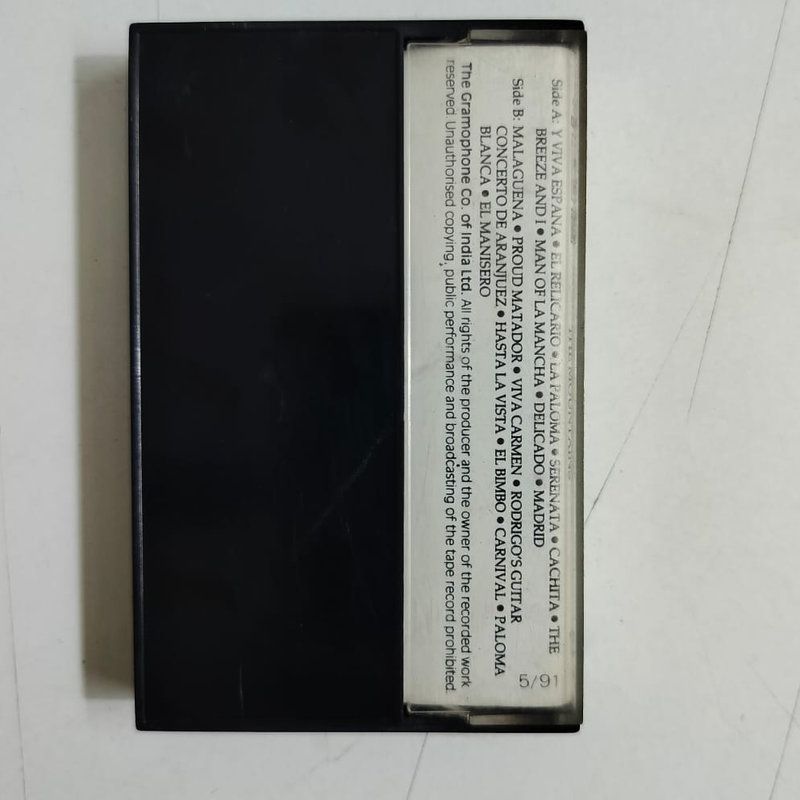 Side A: Y VIVA ESPANA ● EL RELICARIO ● LA PALOMA ● SERENATA ● CACHITA ● THE
BREEZE AND I ● MAN OF LA MANCHA ● DELICADO ● MADRID
Side B: MALAGUENA ● PROUD MATADOR ● VIVA CARMEN ● RODRIGO'S GUITAR
CONCERTO DE ARANJUEZ ● HASTA LA VISTA ● EL BIMBO ● CARNIVAL ● PALOMA
BLANCA ● EL MANISERO
5/91
The Gramophone Co. of India Ltd. All rights of the producer and the owner of the recorded work
reserved. Unauthorised copying, public performance and broadcasting of the tape record prohibited.